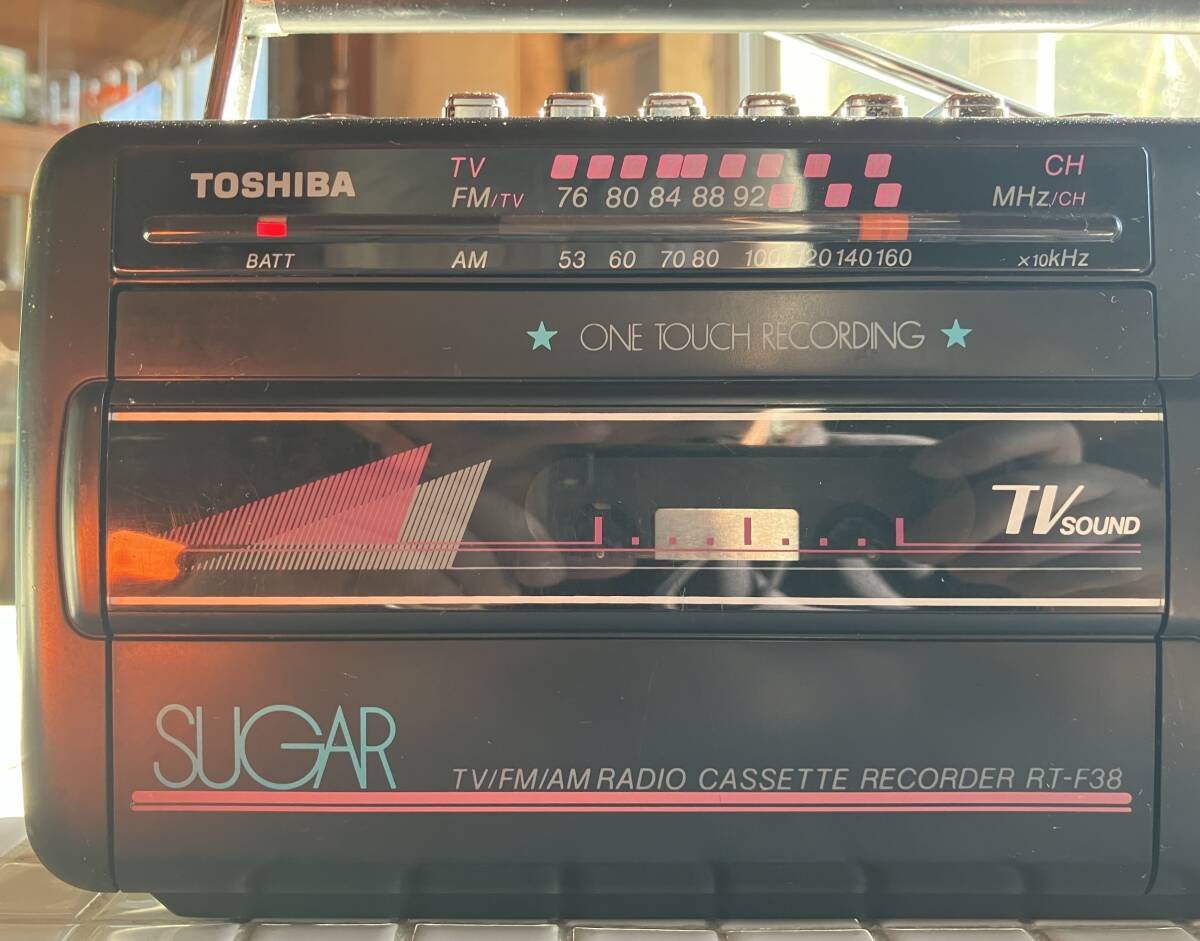 TOSHIBA
TV CH
FM/TV 76 80 84 88 92 MHz/CH
BATT AM 53 60 70 80 100 120 140 160 ×10kHz
★ ONE TOUCH RECORDING ★
TV SOUND
SUGAR
TV/FM/AM RADIO CASSETTE RECORDER RT-F38